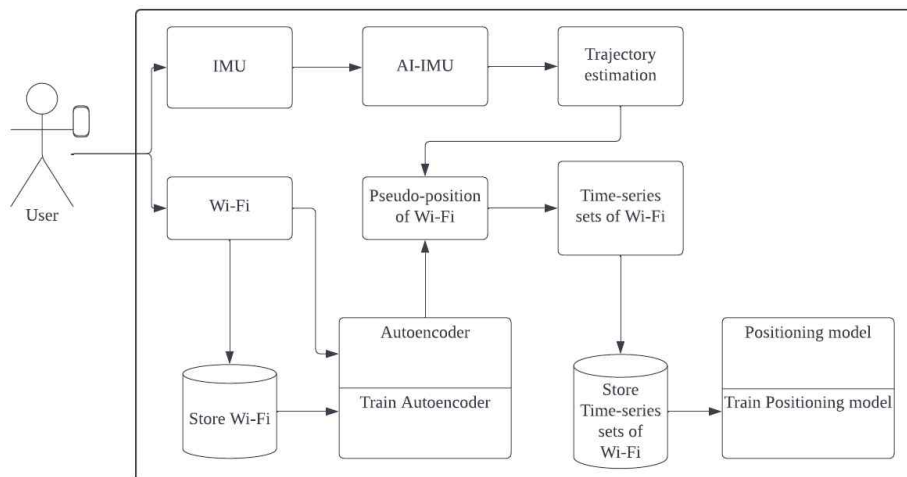 IMU
AI-IMU
Trajectory
estimation
User
Wi-Fi
Pseudo-position
of Wi-Fi
Time-series
sets of Wi-Fi
Autoencoder
Train Autoencoder
Store Wi-Fi
Store
Time-series
sets of
Wi-Fi
Positioning model
Train Positioning model